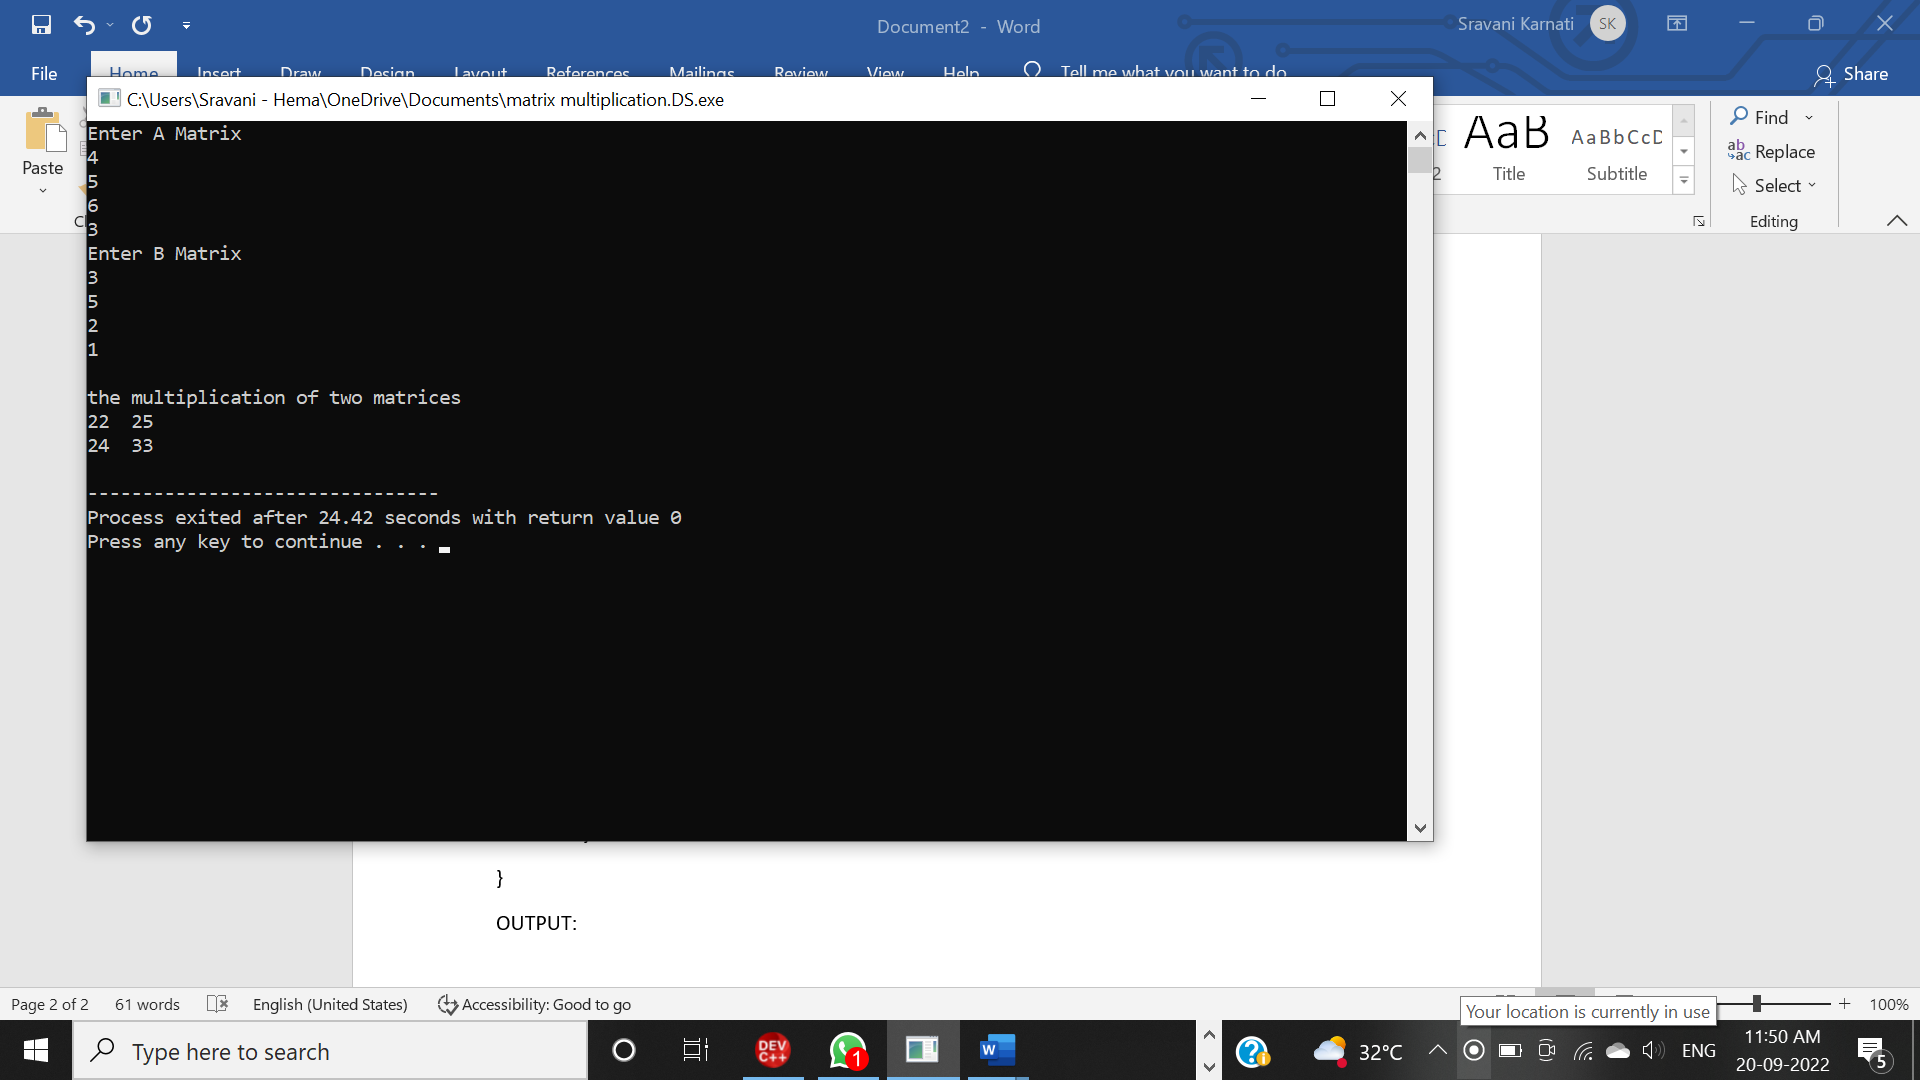 Document2 - Word
Sravani Karnati
SK
File
Home
Insert
Draw
Design
Layout
References
Mailings
Review
View
Help
Tell me what you want to do
Share
C:\Users\Sravani - Hema\OneDrive\Documents\matrix multiplication.DS.exe
Paste
Enter A Matrix
4
5
6
3
Enter B Matrix
3
5
2
1
the multiplication of two matrices
22 25
24 33
--------------------------------
Process exited after 24.42 seconds with return value 0
Press any key to continue . . .
AaB
Title
AaBbCcD
Subtitle
Find
Replace
Select
Editing
}
OUTPUT:
Page 2 of 2
61 words
English (United States)
Accessibility: Good to go
Your location is currently in use
100%
Type here to search
DEV
C++
1
W
32°C
ENG
11:50 AM
20-09-2022
5